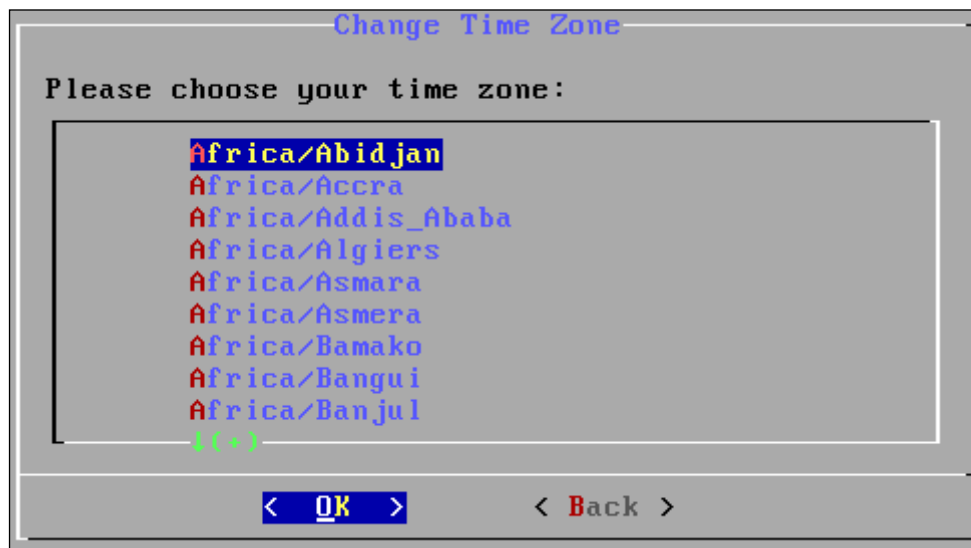 Change Time Zone
Please choose your time zone:
Africa/Abidjan
Africa/Accra
Africa/Addis_Ababa
Africa/Algiers
Africa/Asmara
Africa/Asmera
Africa/Bamako
Africa/Bangui
Africa/Banjul
↓(+)
< OK > < Back >